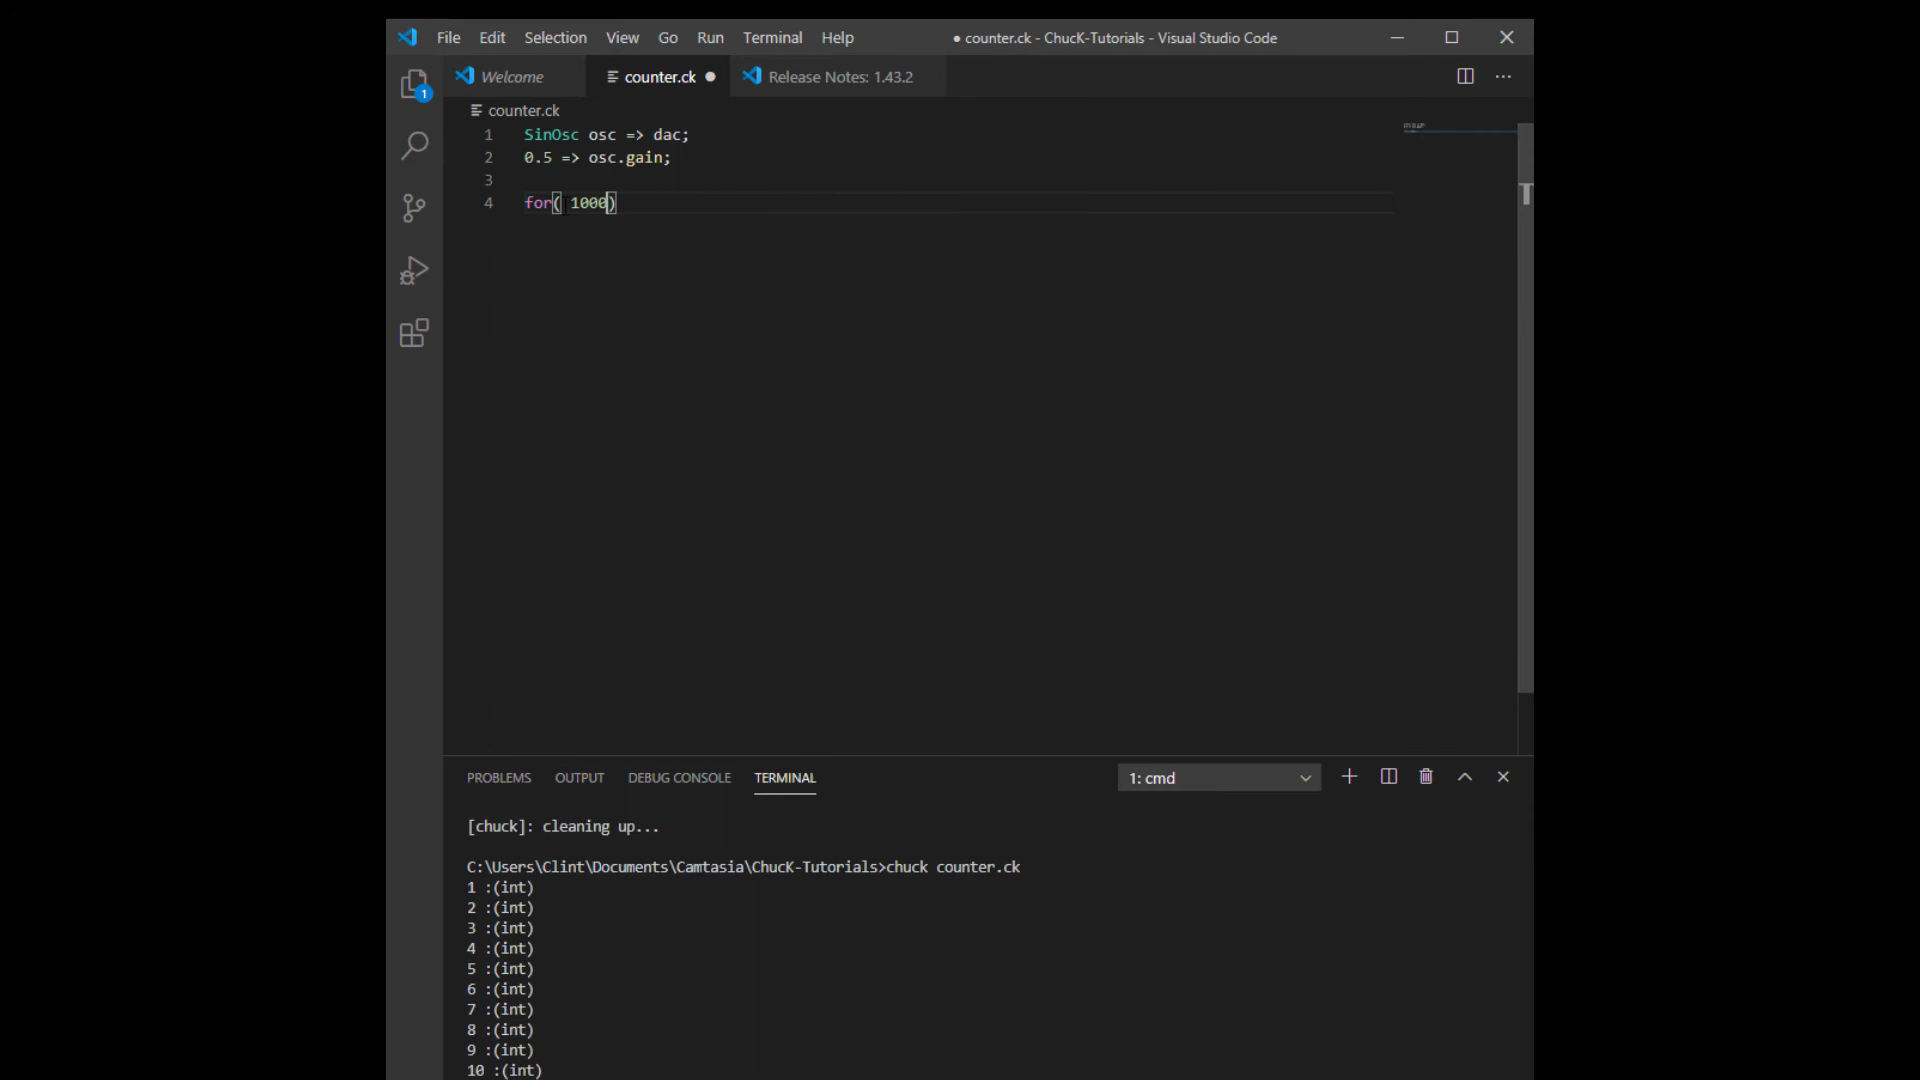 File Edit Selection View Go Run Terminal Help ● counter.ck - ChucK-Tutorials - Visual Studio Code
Welcome counter.ck ● Release Notes: 1.43.2 ...
1
counter.ck
1 SinOsc osc => dac;
2 0.5 => osc.gain;
3
4 for( 1000)
PROBLEMS OUTPUT DEBUG CONSOLE TERMINAL 1: cmd
[chuck]: cleaning up...
C:\Users\Clint\Documents\Camtasia\ChucK-Tutorials>chuck counter.ck
1 :(int)
2 :(int)
3 :(int)
4 :(int)
5 :(int)
6 :(int)
7 :(int)
8 :(int)
9 :(int)
10 :(int)